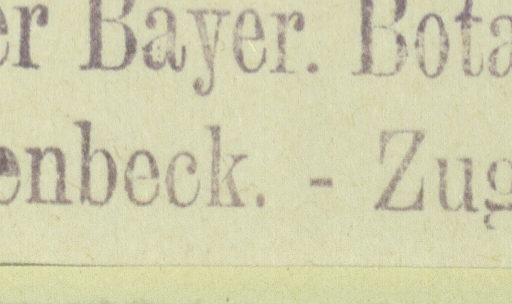 er Bayer. Bota
enbeck. - Zug